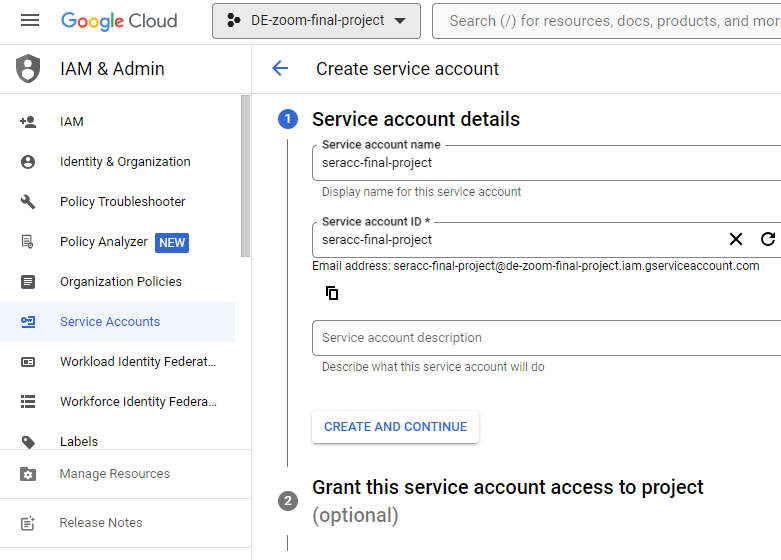 Google Cloud
DE-zoom-final-project
Search (/) for resources, docs, products, and mor
IAM & Admin
Create service account
IAM
Identity & Organization
Policy Troubleshooter
Policy Analyzer NEW
Organization Policies
Service Accounts
Workload Identity Federat...
Workforce Identity Federa...
Labels
Manage Resources
Release Notes
1 Service account details
Service account name
seracc-final-project
Display name for this service account
Service account ID *
seracc-final-project
Email address: seracc-final-project@de-zoom-final-project.iam.gserviceaccount.com
Service account description
Describe what this service account will do
CREATE AND CONTINUE
2 Grant this service account access to project
(optional)